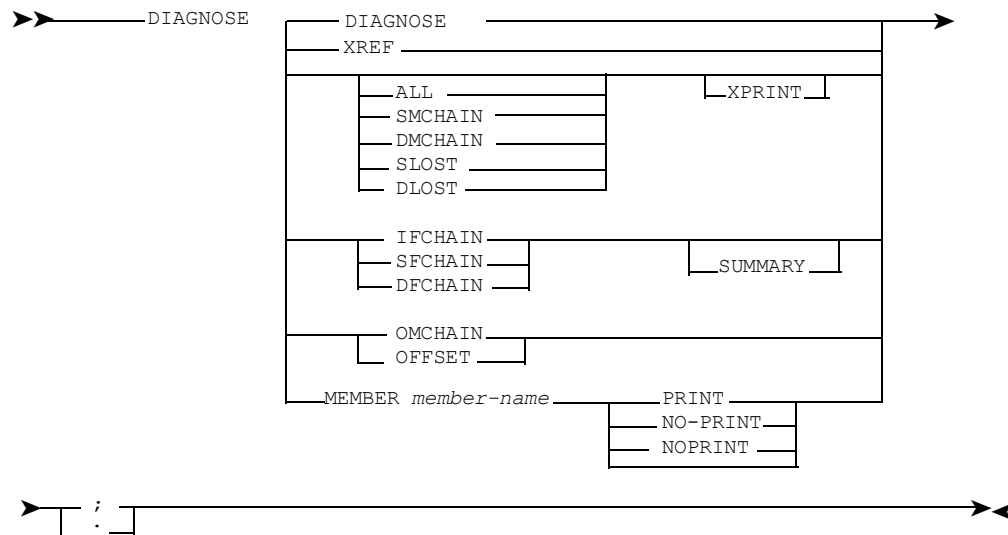 DIAGNOSE DIAGNOSE
XREF
ALL XPRINT
SMCHAIN
DMCHAIN
SLOST
DLOST
IFCHAIN
SFCHAIN SUMMARY
DFCHAIN
OMCHAIN
OFFSET
MEMBER member-name PRINT
NO-PRINT
NOPRINT
;
.